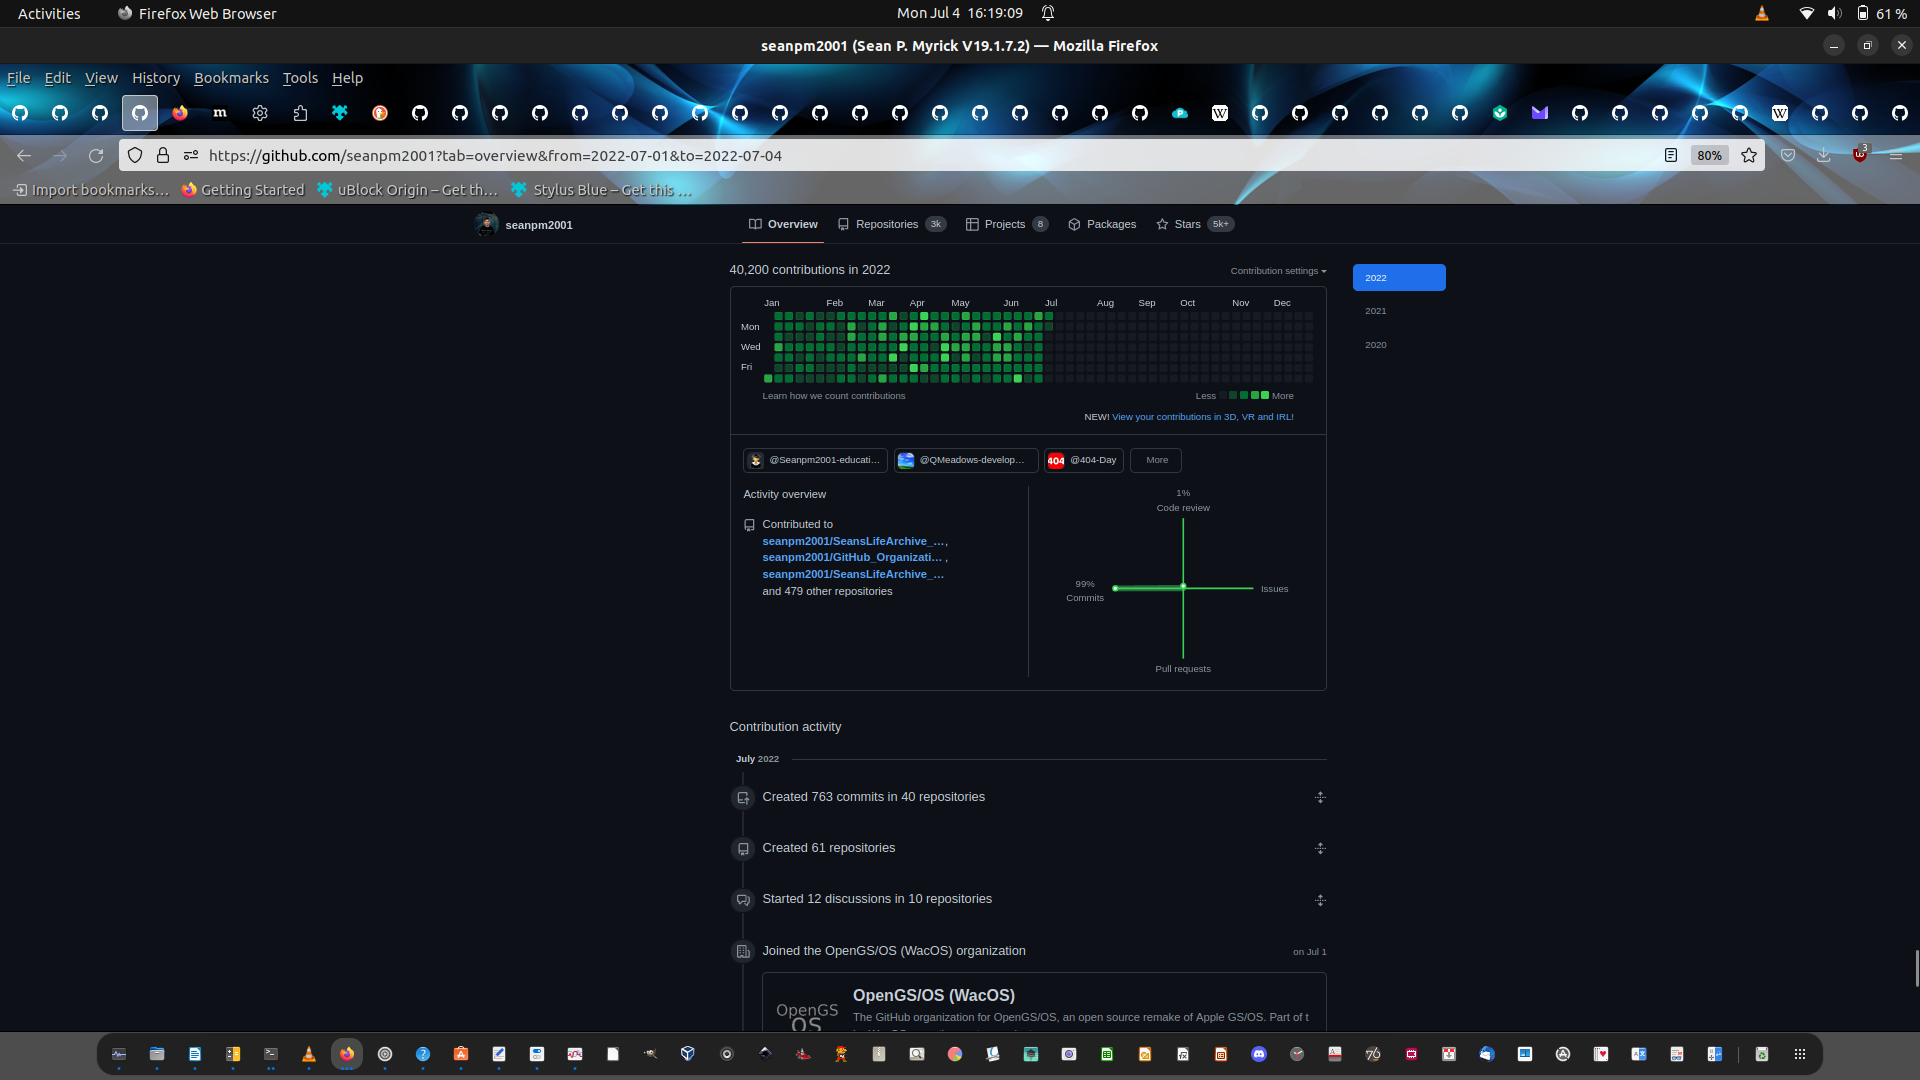 Activities
Firefox Web Browser
Mon Jul 4 16:19:09
61 %
seanpm2001 (Sean P. Myrick V19.1.7.2) — Mozilla Firefox
File Edit View History Bookmarks Tools Help
m
W
W
https://github.com/seanpm2001?tab=overview&from=2022-07-01&to=2022-07-04
80%
3
Import bookmarks…
Getting Started
uBlock Origin – Get th…
Stylus Blue – Get this …
seanpm2001
Overview
Repositories 3k
Projects 8
Packages
Stars 5k+
40,200 contributions in 2022
Contribution settings
2022
2021
2020
Jan Feb Mar Apr May Jun Jul Aug Sep Oct Nov Dec
Mon
Wed
Fri
Learn how we count contributions
Less More
NEW! View your contributions in 3D, VR and IRL!
@Seanpm2001-educati…
@QMeadows-develop…
404 @404-Day
More
Activity overview
Contributed to
seanpm2001/SeansLifeArchive_…,
seanpm2001/GitHub_Organizati… ,
seanpm2001/SeansLifeArchive_…
and 479 other repositories
1%
Code review
99%
Commits
Issues
Pull requests
Contribution activity
July 2022
Created 763 commits in 40 repositories
Created 61 repositories
Started 12 discussions in 10 repositories
Joined the OpenGS/OS (WacOS) organization
on Jul 1
OpenGS
OS
OpenGS/OS (WacOS)
The GitHub organization for OpenGS/OS, an open source remake of Apple GS/OS. Part of t
76